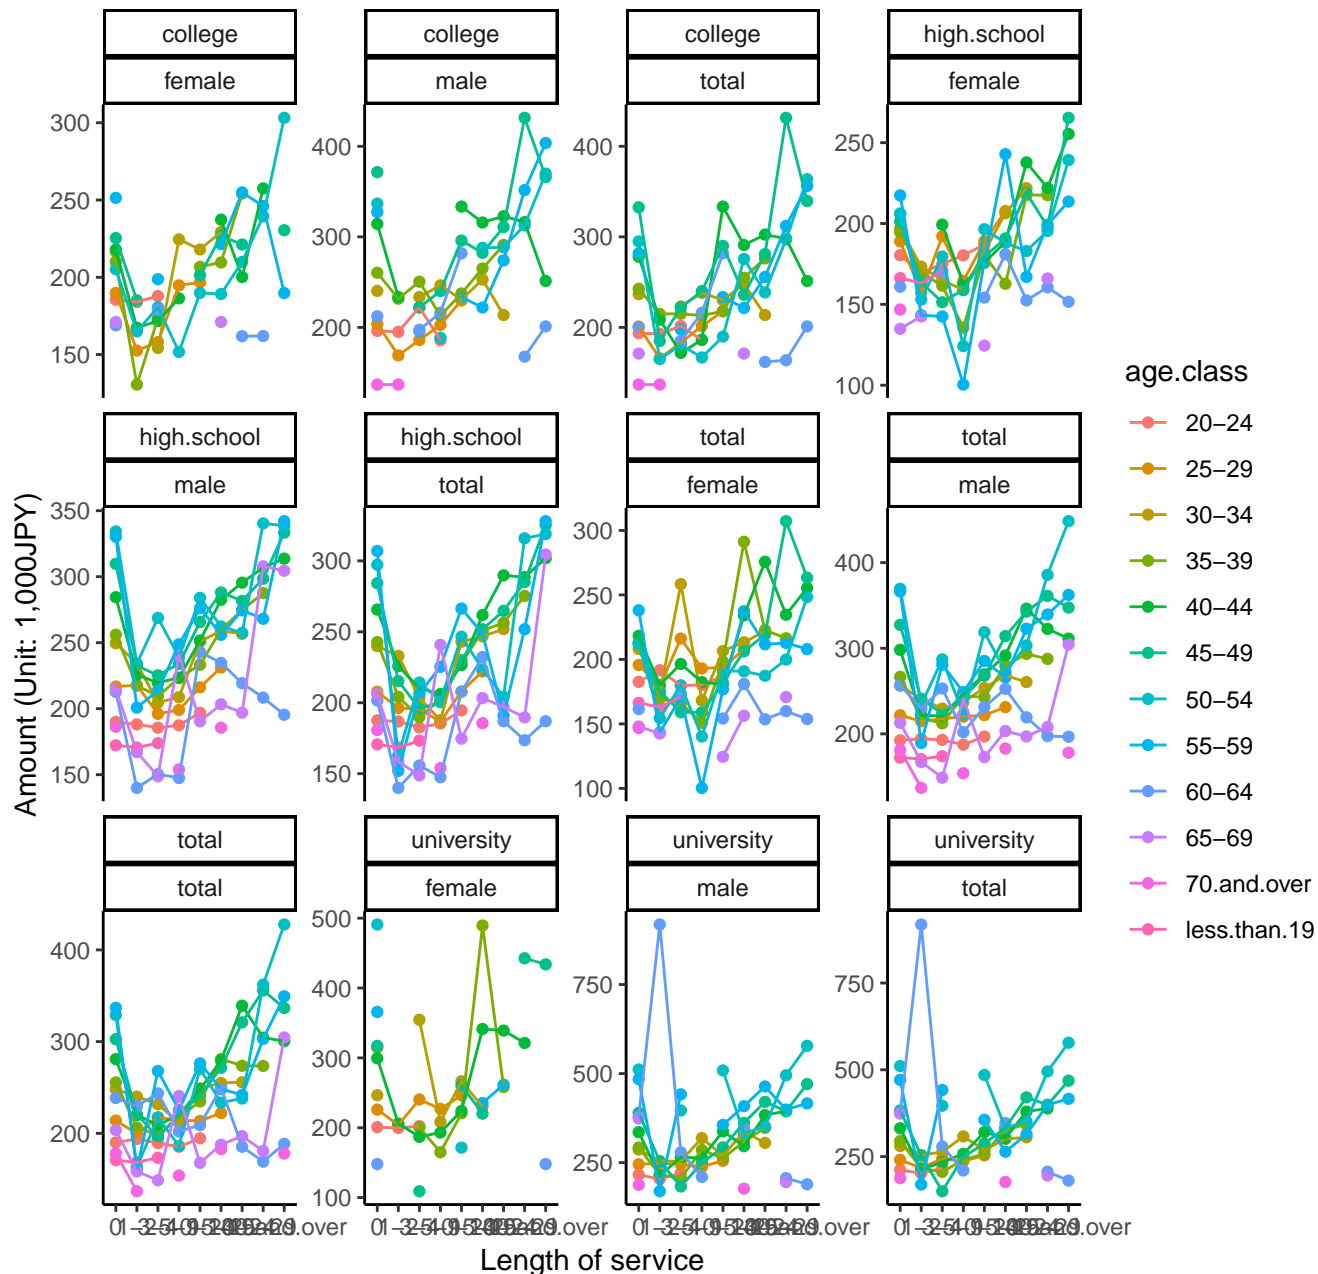 college
college
college
high.school
female
male
total
female
300
250
200
150
400
300
200
400
300
200
250
200
150
100
high.school
high.school
total
total
male
total
female
male
350
300
250
200
150
300
250
200
150
300
250
200
150
100
400
300
200
total
university
university
university
total
female
male
total
400
300
200
500
400
300
200
100
750
500
250
750
500
250
Length of service
Amount (Unit: 1,000JPY)
age.class
20−24
25−29
30−34
35−39
40−44
45−49
50−54
55−59
60−64
65−69
70.and.over
less.than.19